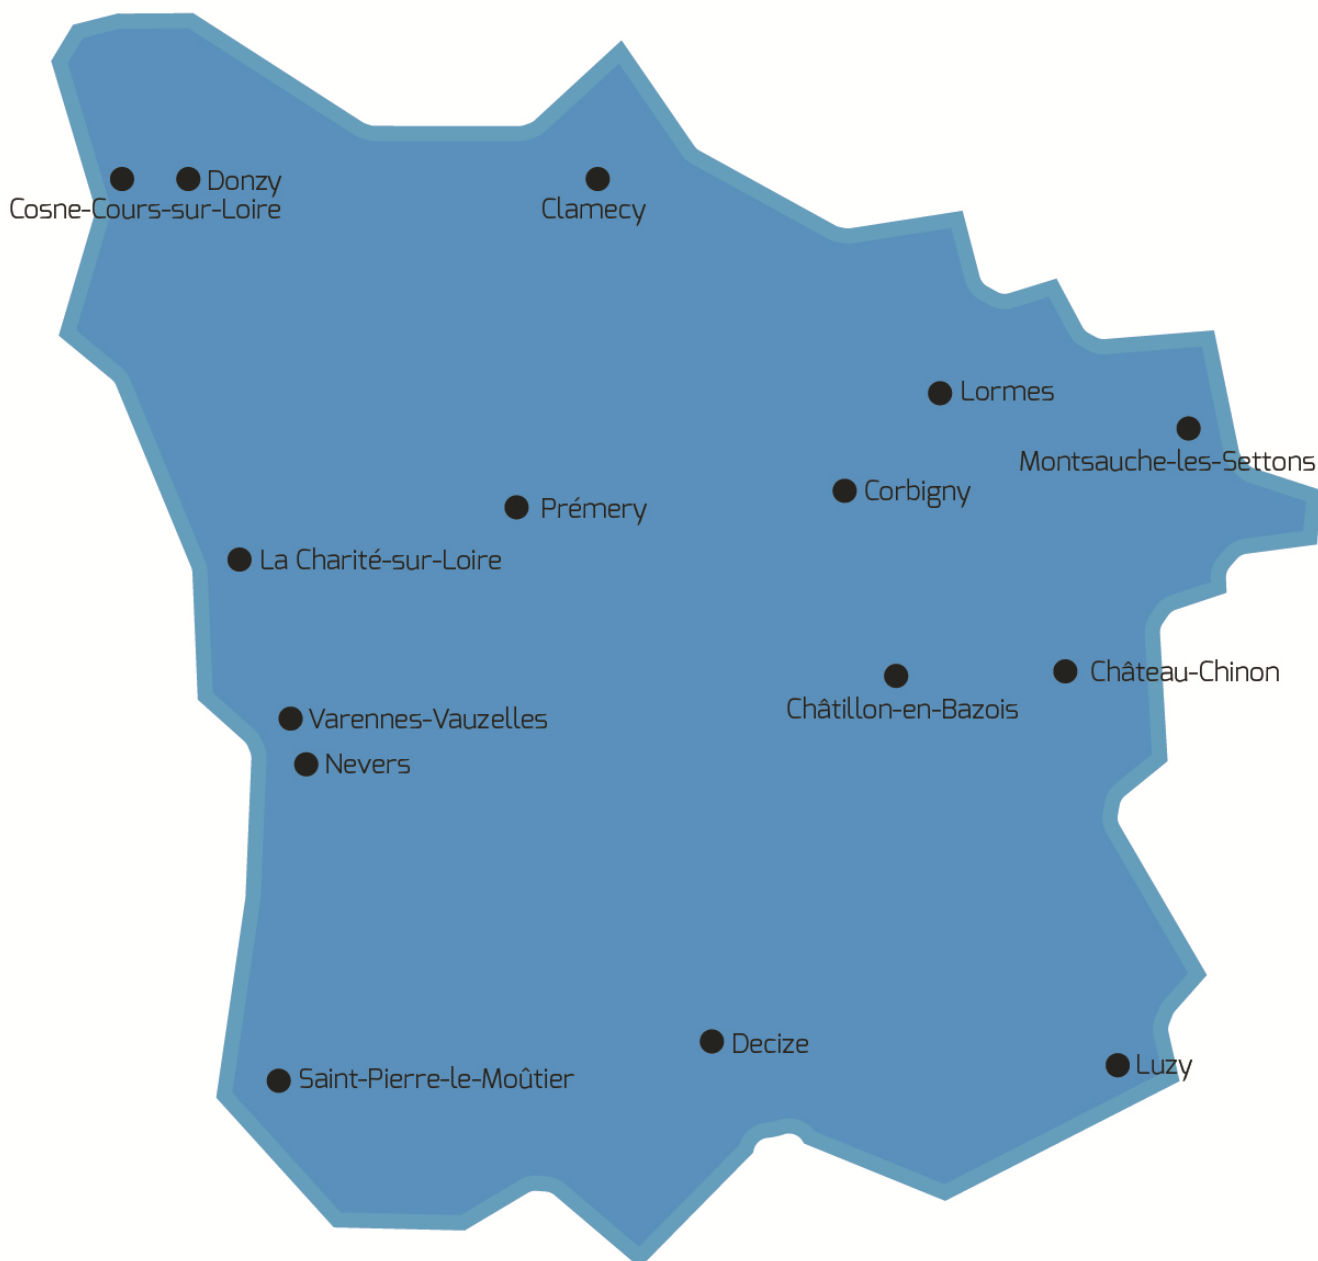 Donzy
Cosne-Cours-sur-Loire
Clamecy
Lormes
Montsauche-les-Settons
Corbigny
Prémery
La Charité-sur-Loire
Château-Chinon
Châtillon-en-Bazois
Varennes-Vauzelles
Nevers
Decize
Luzy
Saint-Pierre-le-Moûtier